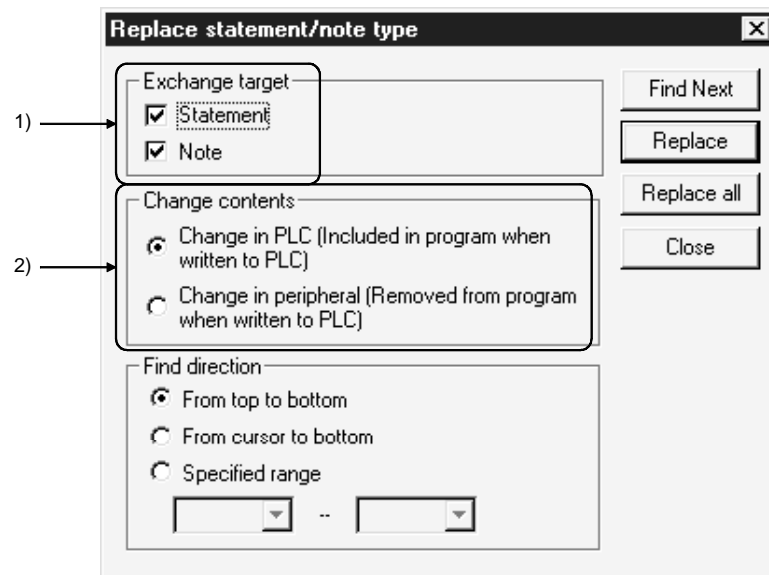 Replace statement/note type
Exchange target
1)
Statement
Note
Find Next
Replace
Replace all
Close
Change contents
2)
Change in PLC (Included in program when
written to PLC)
Change in peripheral (Removed from program
when written to PLC)
Find direction
From top to bottom
From cursor to bottom
Specified range
--